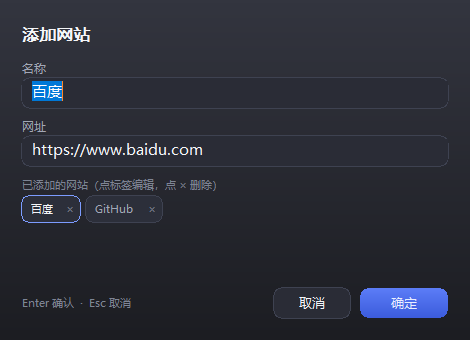 添加网站
名称
百度
网址
https://www.baidu.com
已添加的网站（点标签编辑，点 × 删除）
百度 × GitHub ×
Enter 确认 · Esc 取消 取消 确定